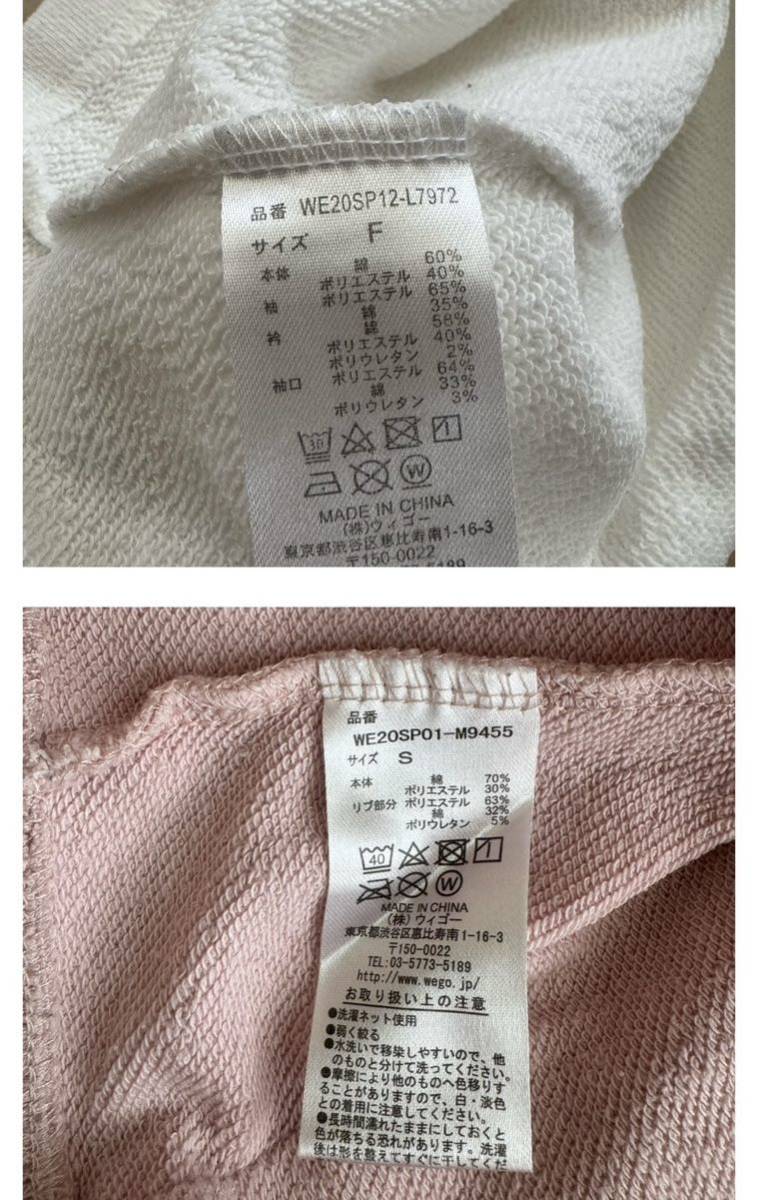 品番 WE20SP12-L7972
サイズ F
本体 綿 60%
ポリエステル 40%
袖 ポリエステル 65%
綿 35%
衿 綿 58%
ポリエステル 40%
ポリウレタン 2%
袖口 ポリエステル 64%
綿 33%
ポリウレタン 3%
30
W
MADE IN CHINA
(株)ウィゴー
東京都渋谷区恵比寿南1-16-3
〒150-0022
品番
WE20SP01-M9455
サイズ S
本体 綿 70%
ポリエステル 30%
リブ部分 ポリエステル 63%
綿 32%
ポリウレタン 5%
40
W
MADE IN CHINA
(株)ウィゴー
東京都渋谷区恵比寿南1-16-3
〒150-0022
TEL:03-5773-5189
http://www.wego.jp/
お取り扱い上の注意
●洗濯ネット使用
●弱く絞る
●水洗いで移染しやすいので、他
のものと分けて洗ってください。
●摩擦により他のものへ色移りす
ることがありますので、白・淡色
との着用に注意してください。
●長時間濡れたままにしておくと
色が落ちる恐れがあります。洗濯
後は形を整えてすぐに干してくだ